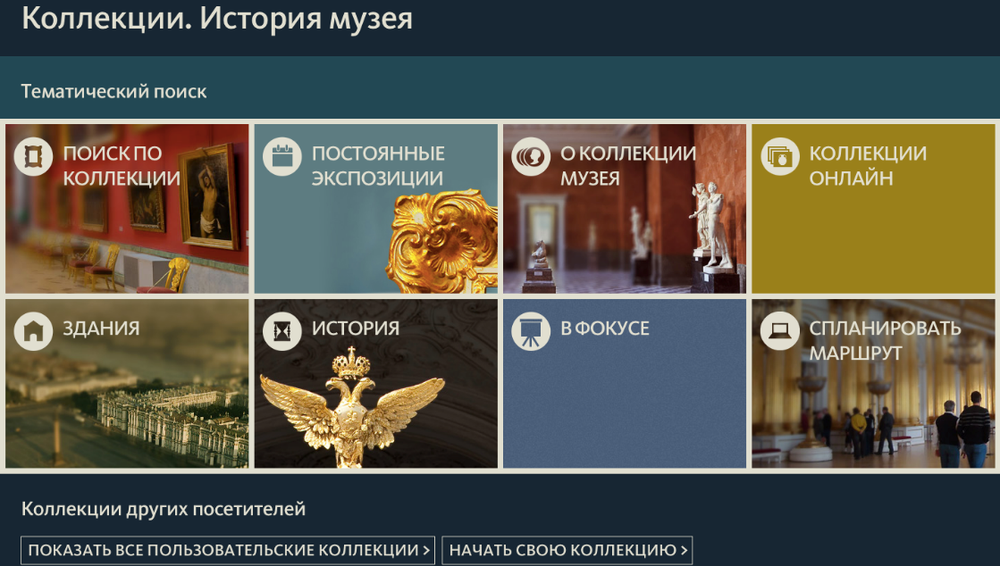 Коллекции. История музея
Тематический поиск
ПОИСК ПО
КОЛЛЕКЦИИ
ПОСТОЯННЫЕ
ЭКСПОЗИЦИИ
О КОЛЛЕКЦИИ
МУЗЕЯ
КОЛЛЕКЦИИ
ОНЛАЙН
ЗДАНИЯ
ИСТОРИЯ
В ФОКУСЕ
СПЛАНИРОВАТЬ
МАРШРУТ
Коллекции других посетителей
ПОКАЗАТЬ ВСЕ ПОЛЬЗОВАТЕЛЬСКИЕ КОЛЛЕКЦИИ >
НАЧАТЬ СВОЮ КОЛЛЕКЦИЮ >